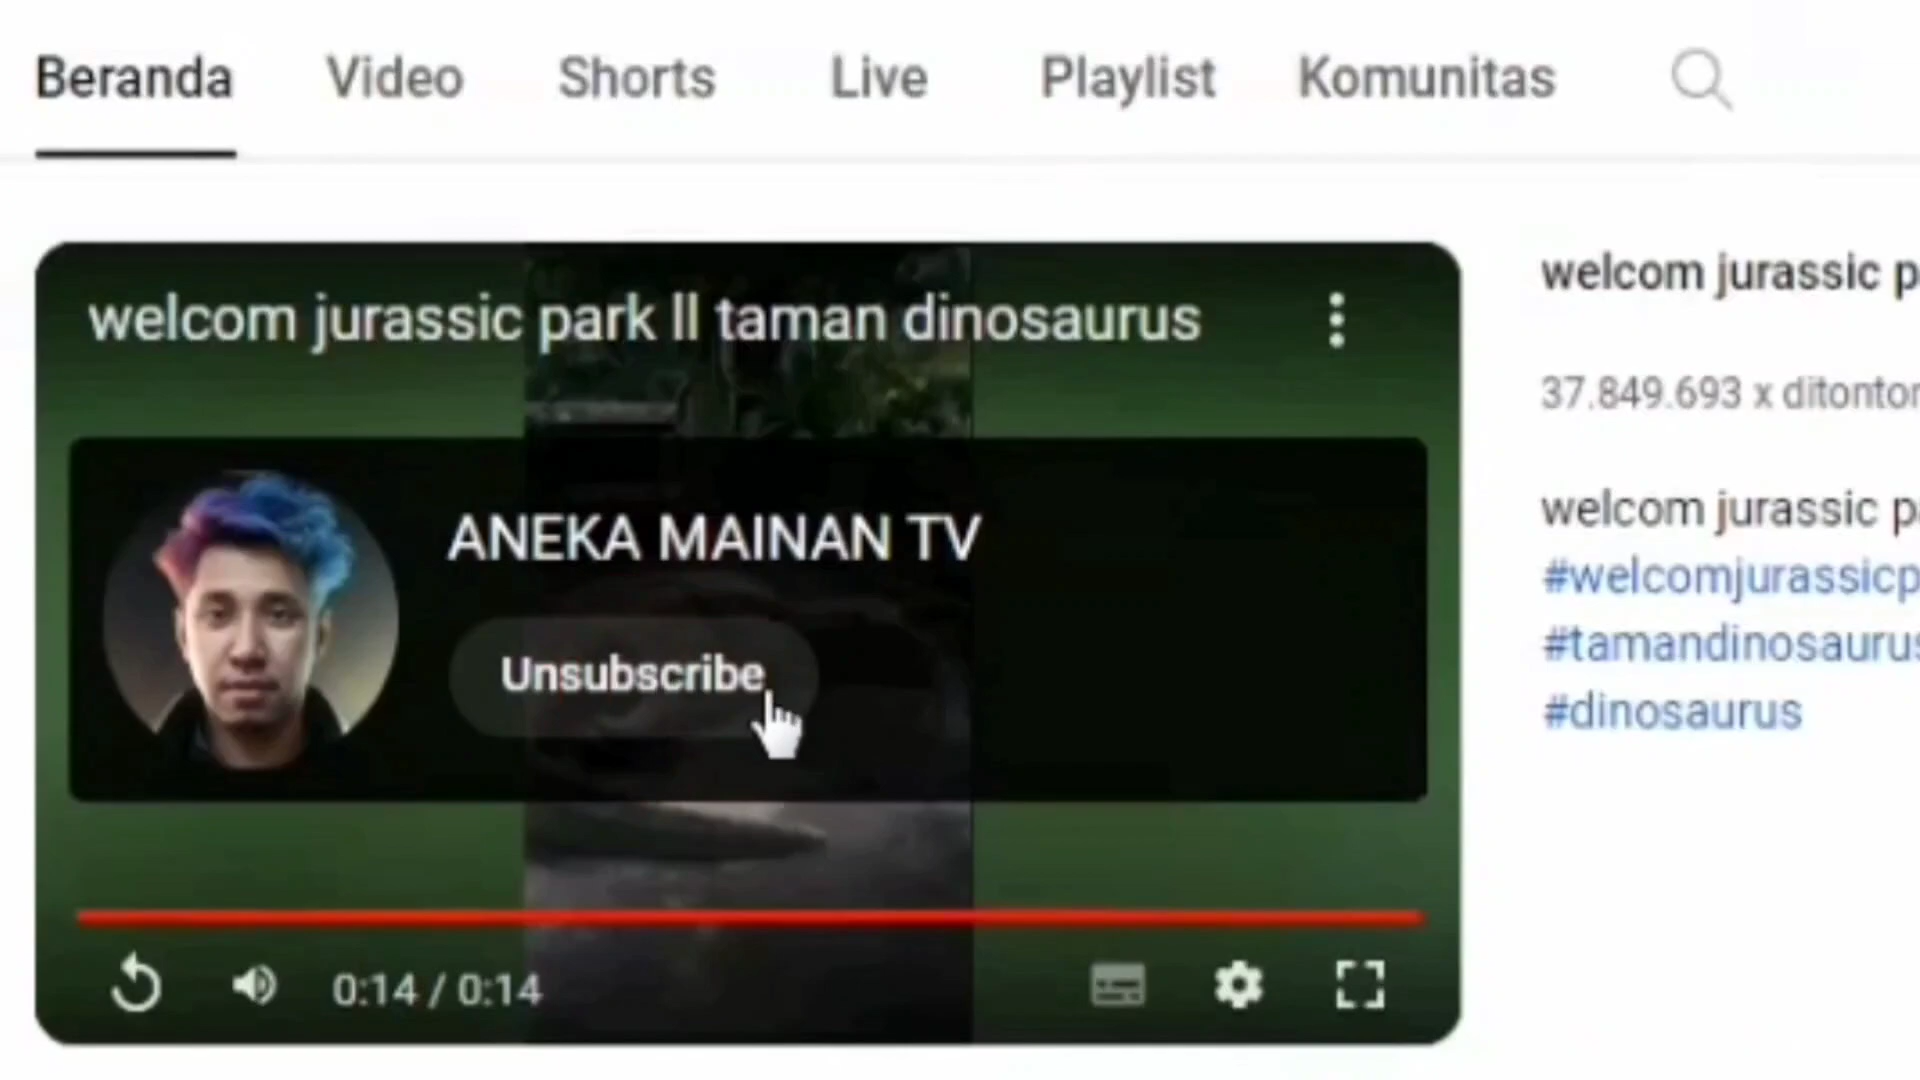 Beranda Video Shorts Live Playlist Komunitas
welcom jurassic park ll taman dinosaurus
ANEKA MAINAN TV
Unsubscribe
0:14 / 0:14
welcom jurassic p
37.849.693 x ditonton
welcom jurassic pa
#welcomjurassicp
#tamandinosaurus
#dinosaurus